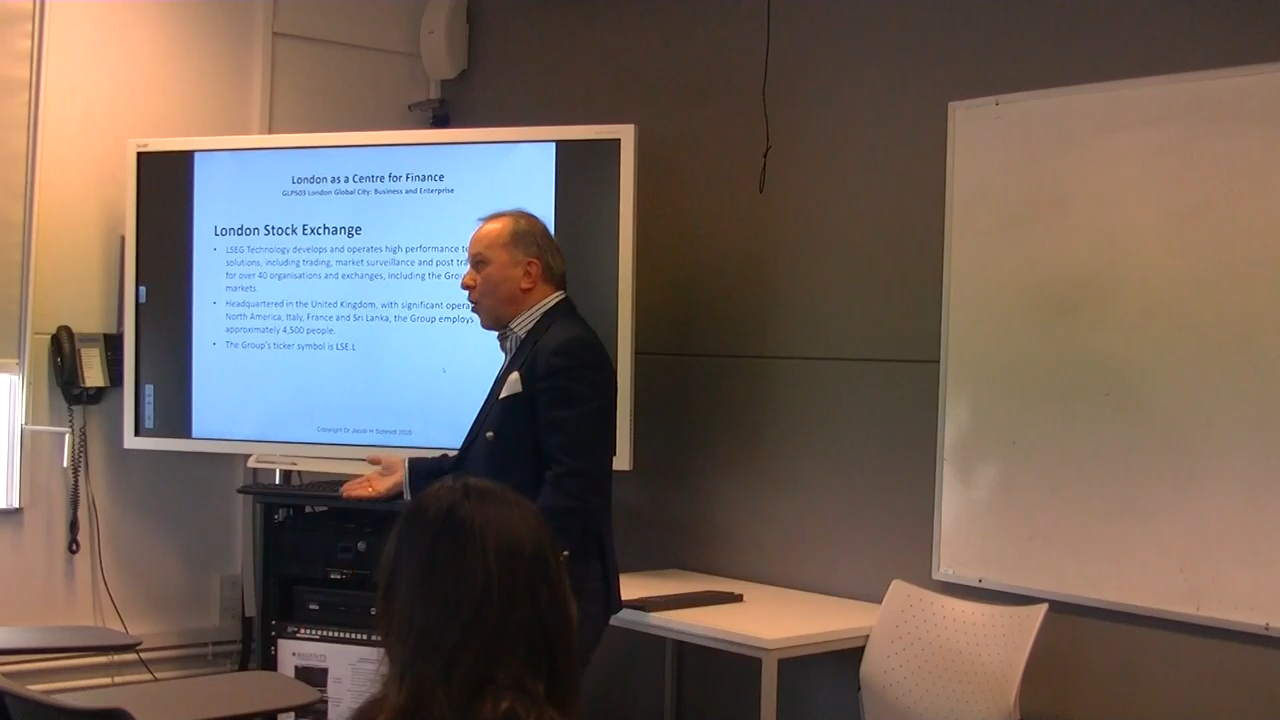 London as a Centre for Finance
GLP503 London Global City: Business and Enterprise
London Stock Exchange
• LSEG Technology develops and operates high performance te
solutions, including trading, market surveillance and post tra
for over 40 organisations and exchanges, including the Grou
markets.
• Headquartered in the United Kingdom, with significant opera
North America, Italy, France and Sri Lanka, the Group employs
approximately 4,500 people.
• The Group's ticker symbol is LSE.L
Copyright Dr Jacob H Schmidt 2020
REGENT'S